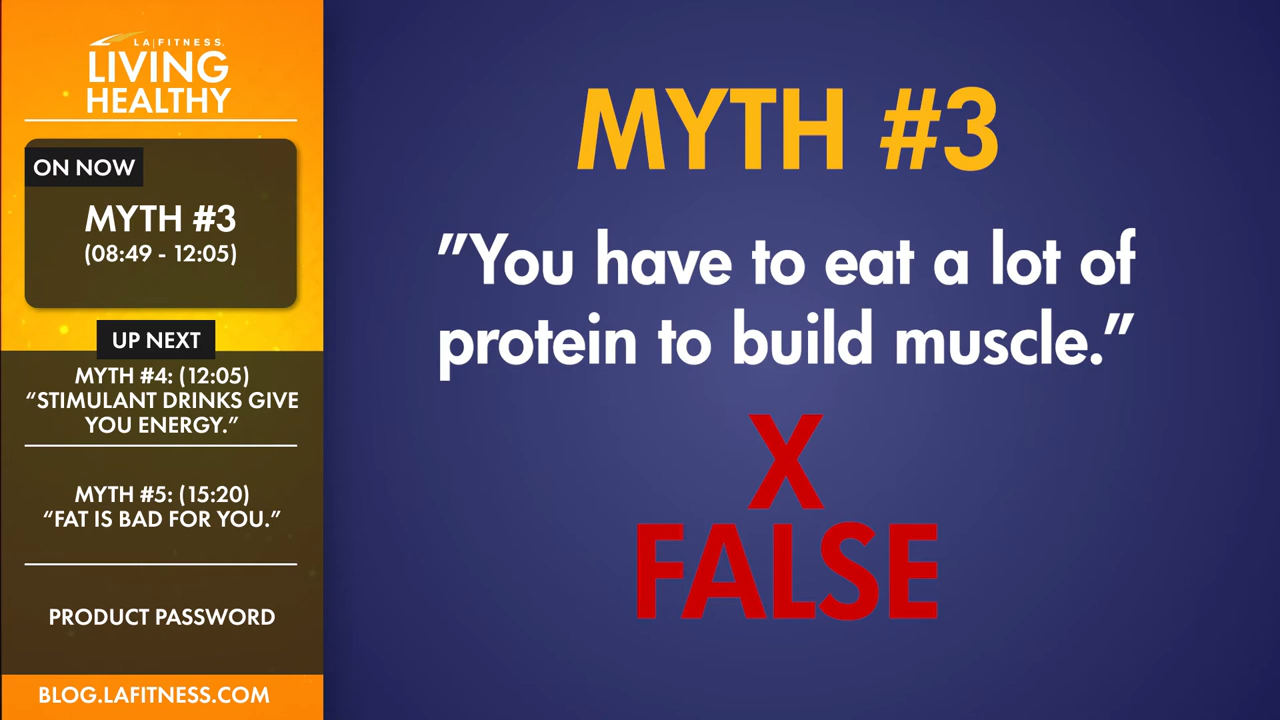 LA|FITNESS
LIVING
HEALTHY
ON NOW
MYTH #3
(08:49 - 12:05)
UP NEXT
MYTH #4: (12:05)
“STIMULANT DRINKS GIVE
YOU ENERGY.”
MYTH #5: (15:20)
“FAT IS BAD FOR YOU.”
PRODUCT PASSWORD
BLOG.LAFITNESS.COM
MYTH #3
"You have to eat a lot of
protein to build muscle."
X
FALSE